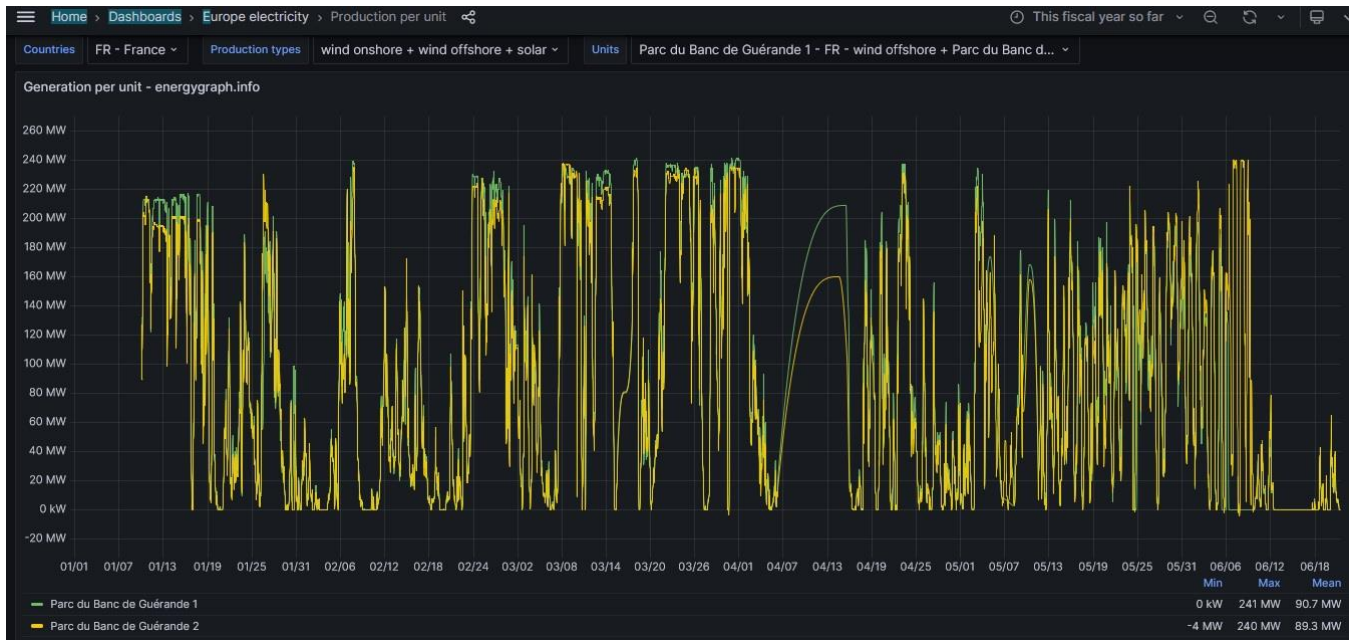 Home > Dashboards > Europe electricity > Production per unit This fiscal year so far
Countries FR - France Production types wind onshore + wind offshore + solar Units Parc du Banc de Guérande 1 - FR - wind offshore + Parc du Banc d...
Generation per unit - energygraph.info
260 MW
240 MW
220 MW
200 MW
180 MW
160 MW
140 MW
120 MW
100 MW
80 MW
60 MW
40 MW
20 MW
0 kW
-20 MW
01/01 01/07 01/13 01/19 01/25 01/31 02/06 02/12 02/18 02/24 03/02 03/08 03/14 03/20 03/26 04/01 04/07 04/13 04/19 04/25 05/01 05/07 05/13 05/19 05/25 05/31 06/06 06/12 06/18
Min Max Mean
Parc du Banc de Guérande 1 0 kW 241 MW 90.7 MW
Parc du Banc de Guérande 2 -4 MW 240 MW 89.3 MW